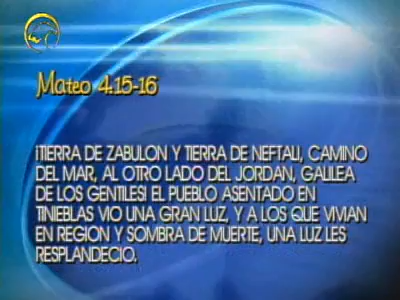 Mateo 4:15-16
¡TIERRA DE ZABULON Y TIERRA DE NEFTALI, CAMINO
DEL MAR, AL OTRO LADO DEL JORDAN, GALILEA
DE LOS GENTILES! EL PUEBLO ASENTADO EN
TINIEBLAS VIO UNA GRAN LUZ, Y A LOS QUE VIVIAN
EN REGION Y SOMBRA DE MUERTE, UNA LUZ LES
RESPLANDECIO.